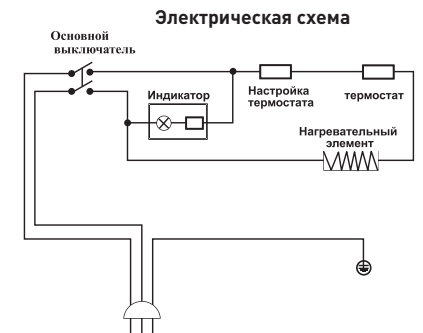 Электрическая схема
Основной
выключатель
Индикатор
Настройка
термостата
термостат
Нагревательный
элемент